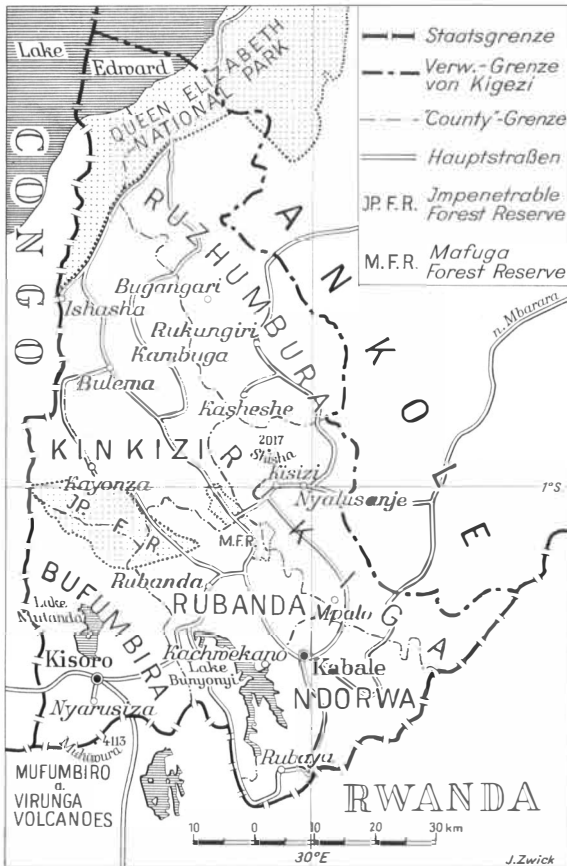 Lake
Edward
QUEEN ELIZABETH
NATIONAL PARK
CONGO
Staatsgrenze
Verw.-Grenze
von Kigezi
"County"-Grenze
Hauptstraßen
JP. F. R. Impenetrable
Forest Reserve
M. F. R. Mafuga
Forest Reserve
RUZHUMBURA
ANKOLE
n. Mbarara
Ishasha
Bugangari
Rukungiri
Kambuga
Bulema
Kasheshe
KINKIZI
RUKIGA
2017
Shisha
Kisizi
Kayonza
Nyalusanje
1°S.
JP. F. R.
M.F.R.
Rubanda
RUBANDA
Mpalo
BUFUMBIRA
Lake
Mutanda
Kachwekano
Kisoro
Lake
Bunyonyi
Kabale
NDORWA
Nyarusiza
4113
Muhavura
Rubaya
MUFUMBIRO
a.
VIRUNGA
VOLCANOES
RWANDA
10 0 10 20 30 km
30°E
J. Zwick